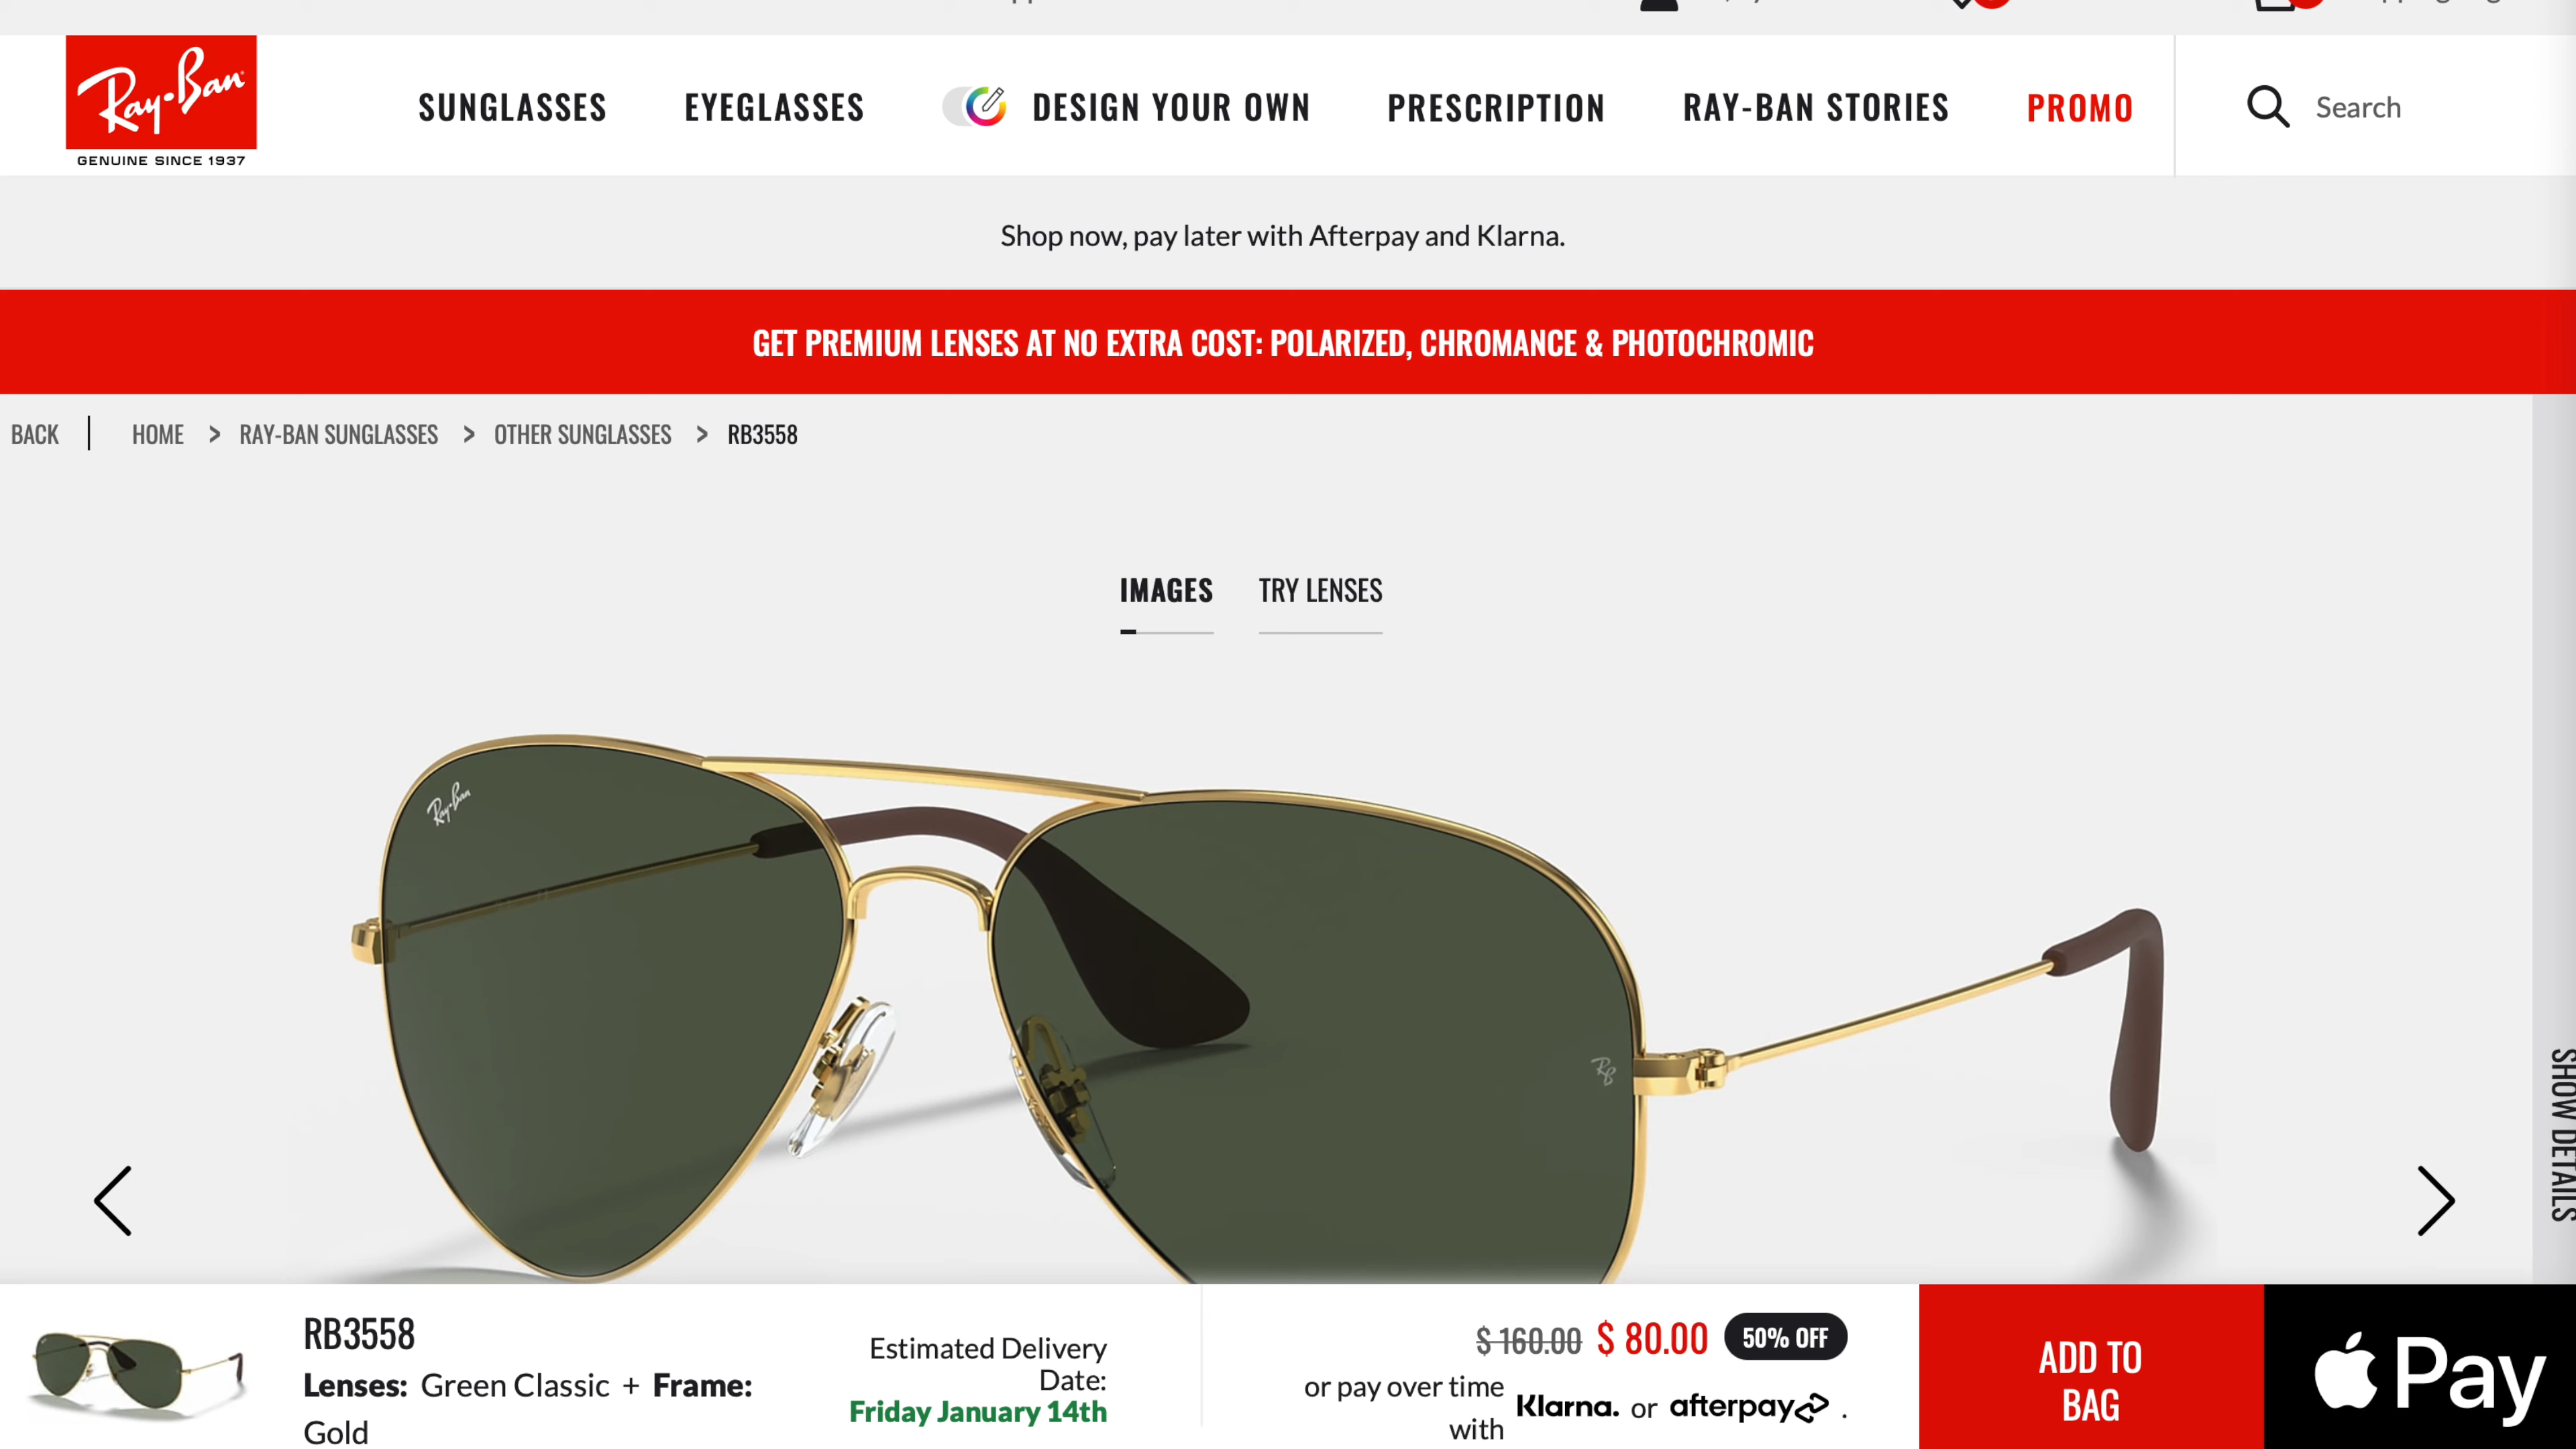 Ray-Ban
GENUINE SINCE 1937
SUNGLASSES
EYEGLASSES
DESIGN YOUR OWN
PRESCRIPTION
RAY-BAN STORIES
PROMO
Search
Shop now, pay later with Afterpay and Klarna.
GET PREMIUM LENSES AT NO EXTRA COST: POLARIZED, CHROMANCE & PHOTOCHROMIC
BACK
HOME > RAY-BAN SUNGLASSES > OTHER SUNGLASSES > RB3558
IMAGES
TRY LENSES
Ray-Ban
RB
SHOW DETAILS
RB3558
Lenses: Green Classic + Frame:
Gold
Estimated Delivery
Date:
Friday January 14th
$ 160.00 $ 80.00 50% OFF
or pay over time
with
Klarna. or afterpay .
ADD TO
BAG
Pay